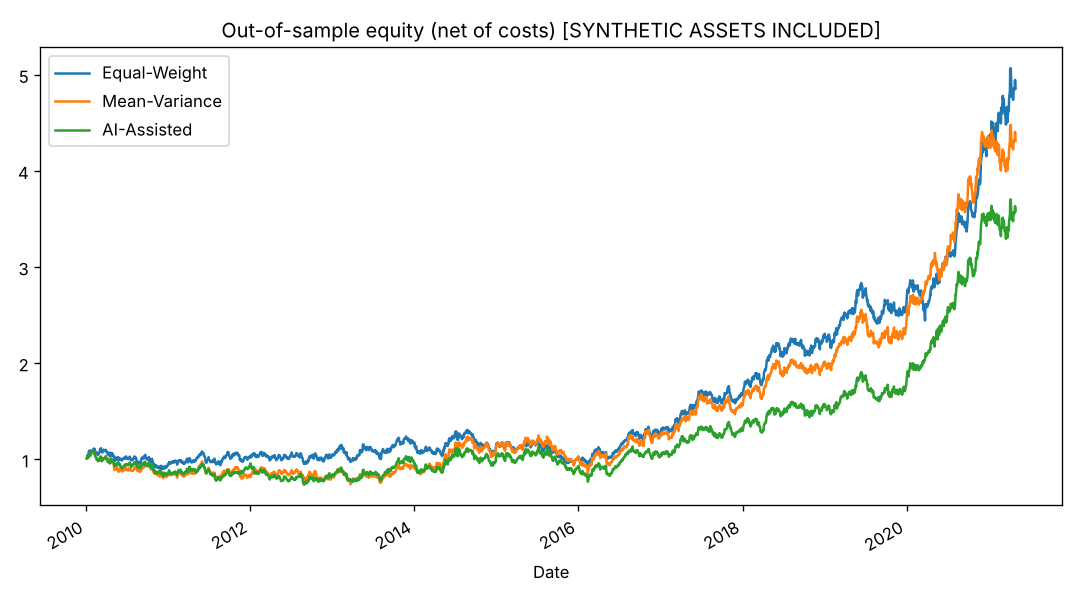 Out-of-sample equity (net of costs) [SYNTHETIC ASSETS INCLUDED]
Equal-Weight
Mean-Variance
AI-Assisted
5
4
3
2
1
2010
2012
2014
2016
2018
2020
Date